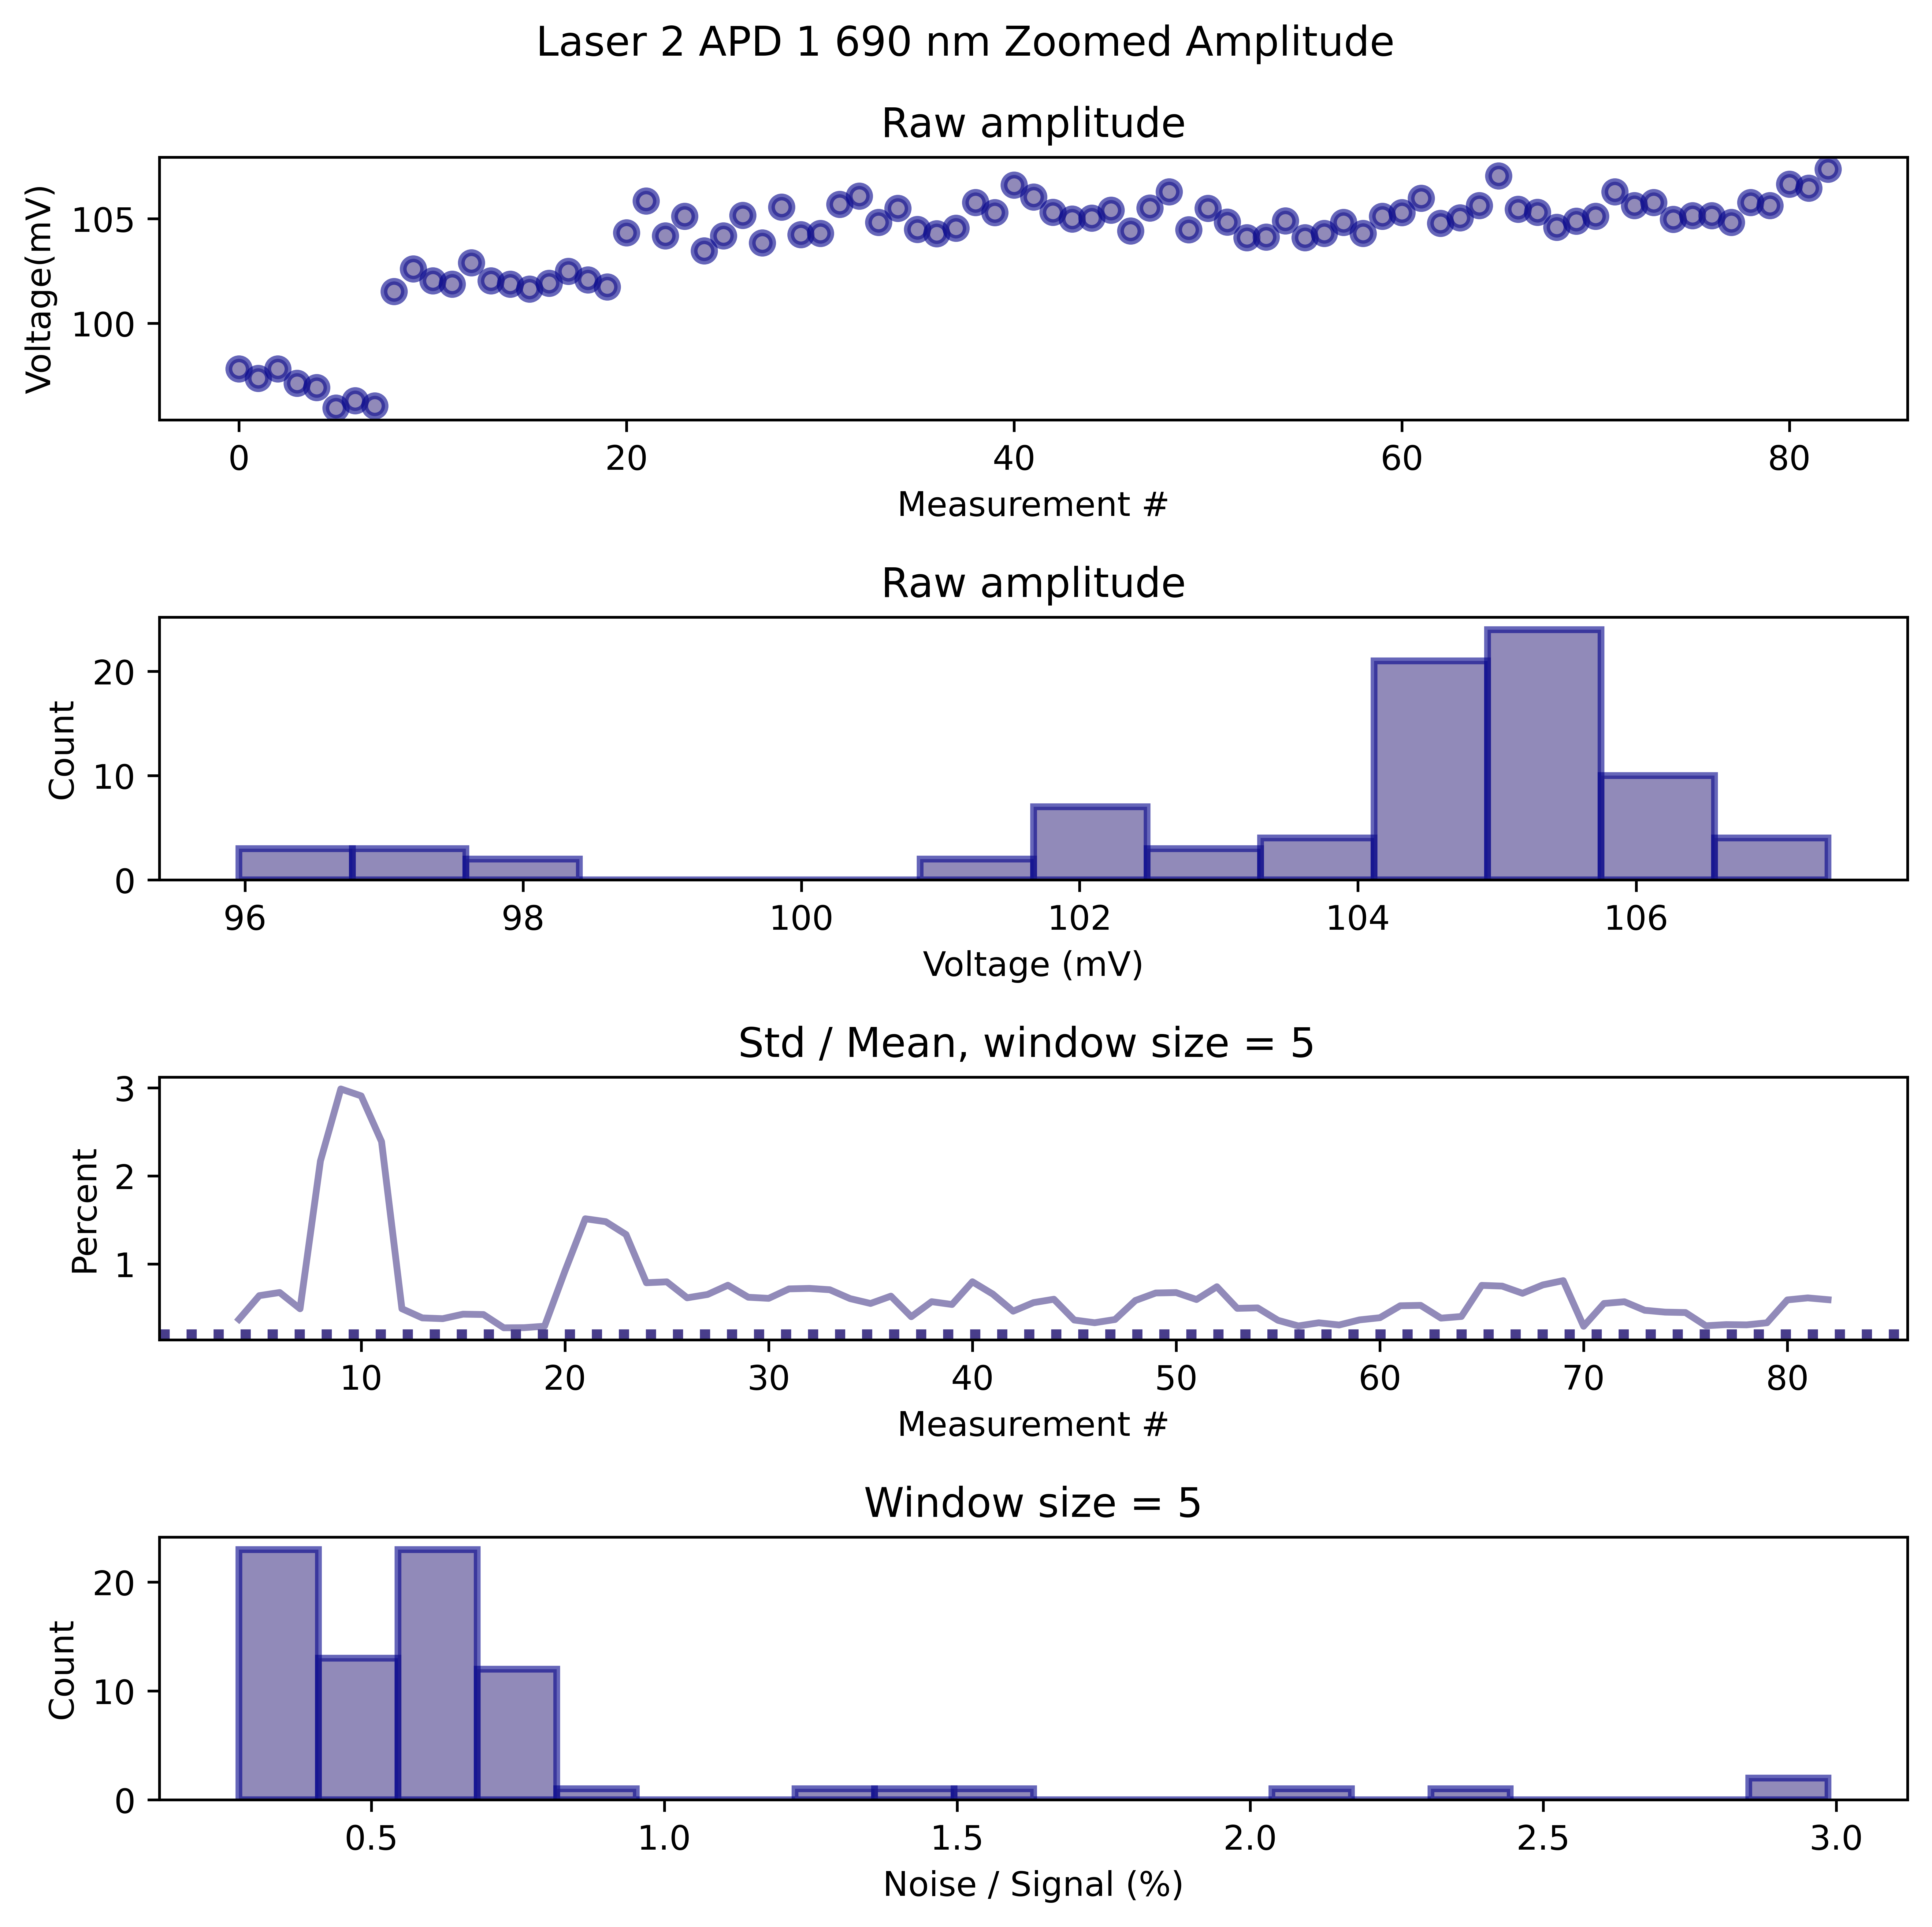 Laser 2 APD 1 690 nm Zoomed Amplitude
Raw amplitude
Voltage(mV)
105
100
0 20 40 60 80
Measurement #
Raw amplitude
Count
20
10
0
96 98 100 102 104 106
Voltage (mV)
Std / Mean, window size = 5
Percent
3
2
1
10 20 30 40 50 60 70 80
Measurement #
Window size = 5
Count
20
10
0
0.5 1.0 1.5 2.0 2.5 3.0
Noise / Signal (%)